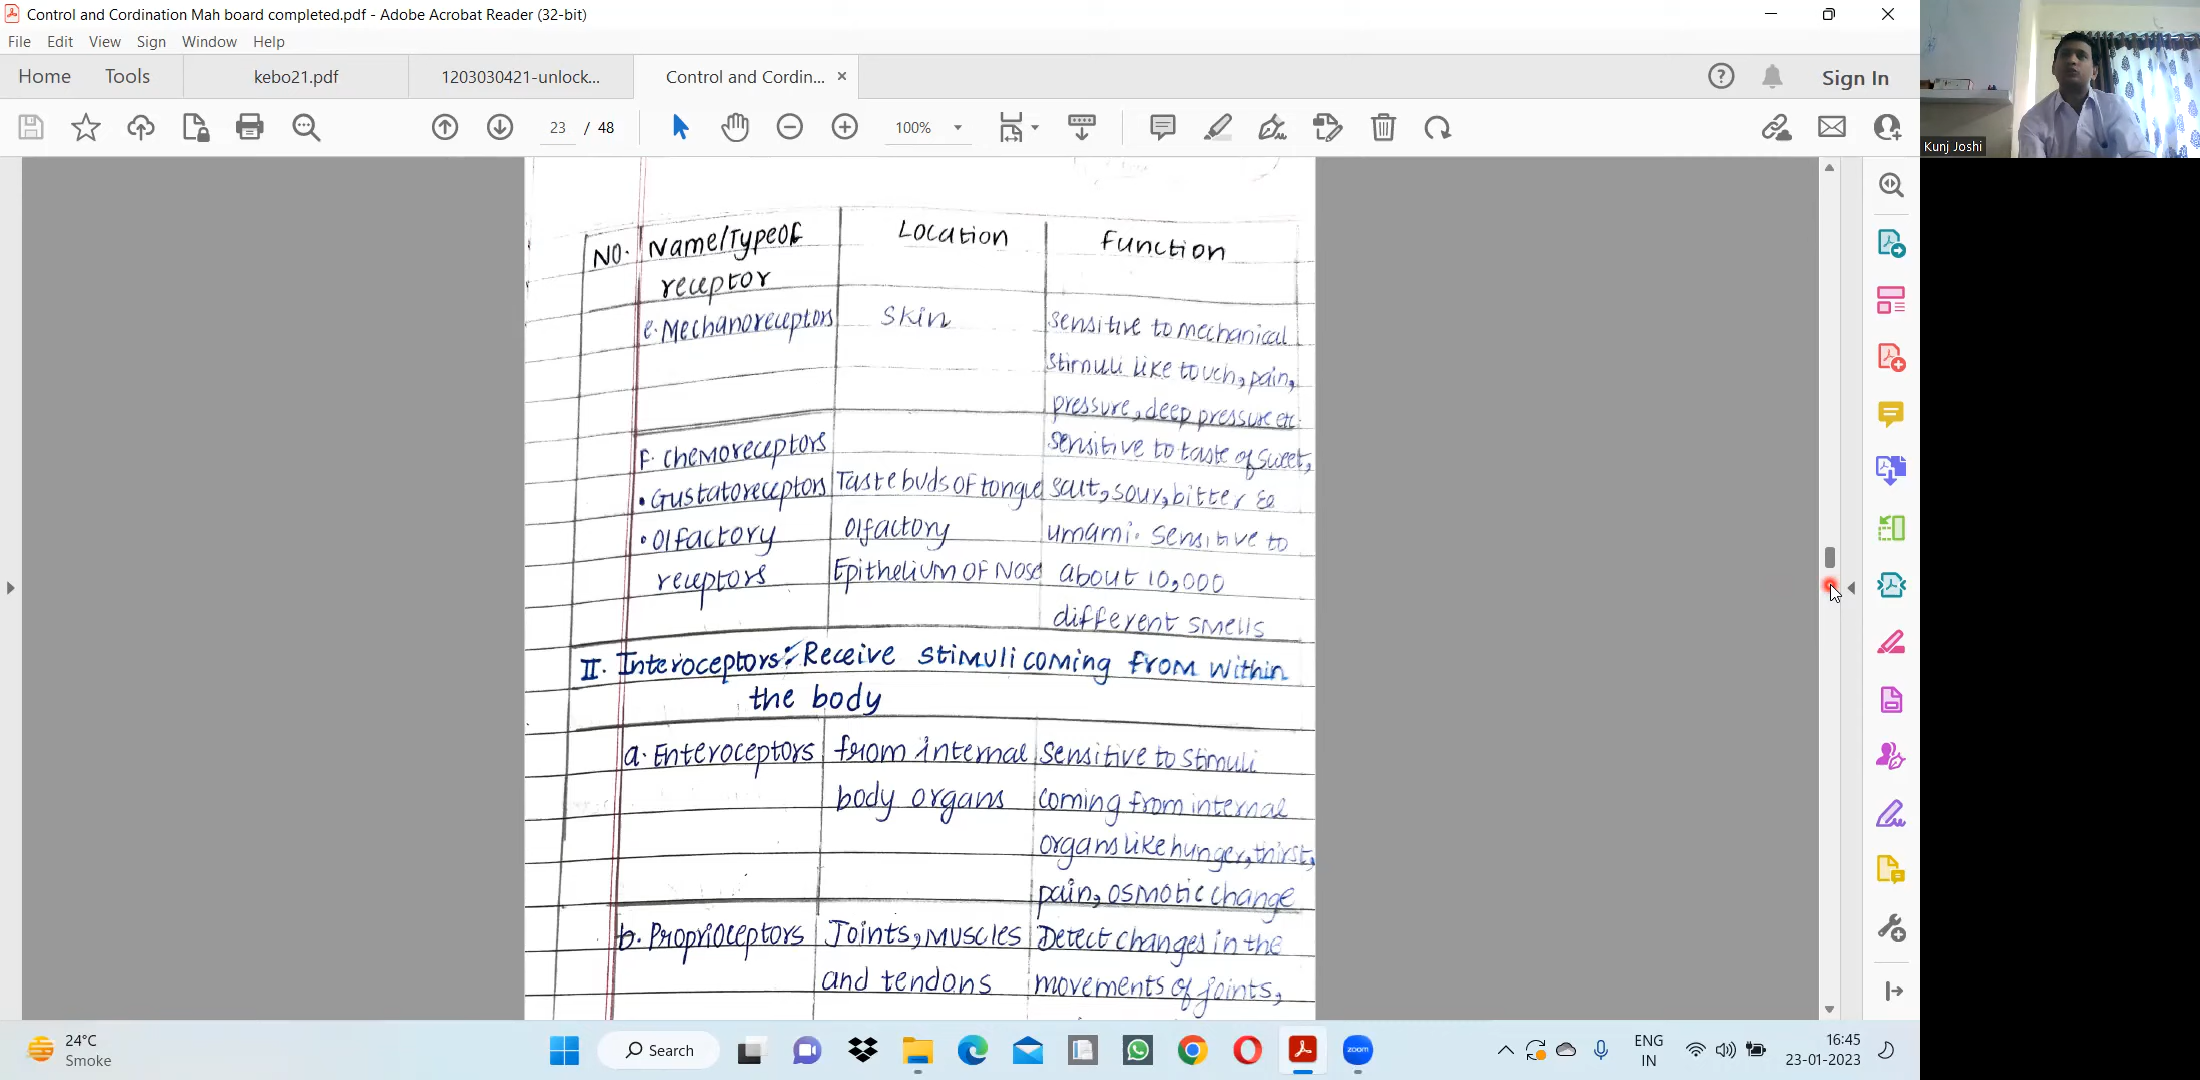 Control and Cordination Mah board completed.pdf - Adobe Acrobat Reader (32-bit)
File Edit View Sign Window Help
Home Tools kebo21.pdf 1203030421-unlock... Control and Cordin... × Sign In
23 / 48 100%
Kunj Joshi
NO. Name/Type of Location Function
receptor
e. Mechanoreceptors Skin Sensitive to mechanical
Stimuli like touch, pain,
pressure, deep pressure etc.
F. Chemoreceptors Sensitive to taste of sweet,
• Gustatoreceptors Taste buds of tongue salt, sour, bitter &
• Olfactory Olfactory umami. Sensitive to
receptors Epithelium of Nose about 10,000
different smells
II. Interoceptors:- Receive stimuli coming from within
the body
a. Enteroceptors from internal Sensitive to stimuli
body organs coming from internal
organs like hunger, thirst,
pain, osmotic change
b. Proprioceptors Joints, muscles Detect changes in the
and tendons movements of joints,
24°C
Smoke
Search
zoom
ENG
IN
16:45
23-01-2023